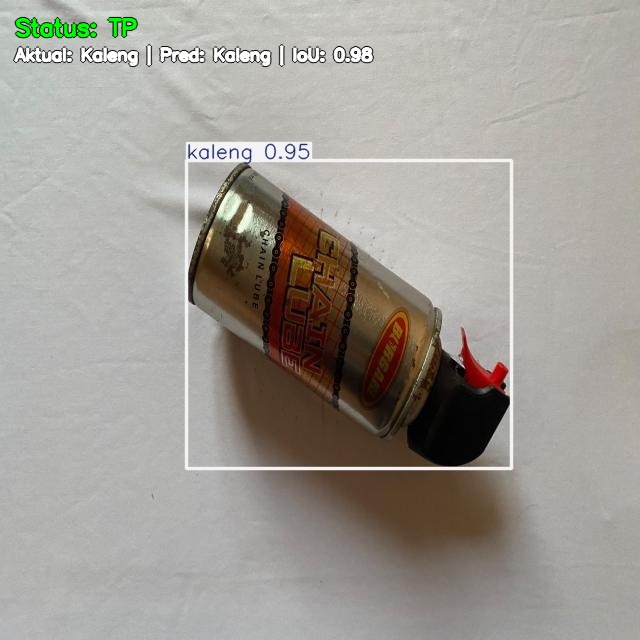 Status: TP
Aktual: Kaleng | Pred: Kaleng | IoU: 0.98
kaleng 0.95
CHAIN LUBE
CHAIN
LUBE